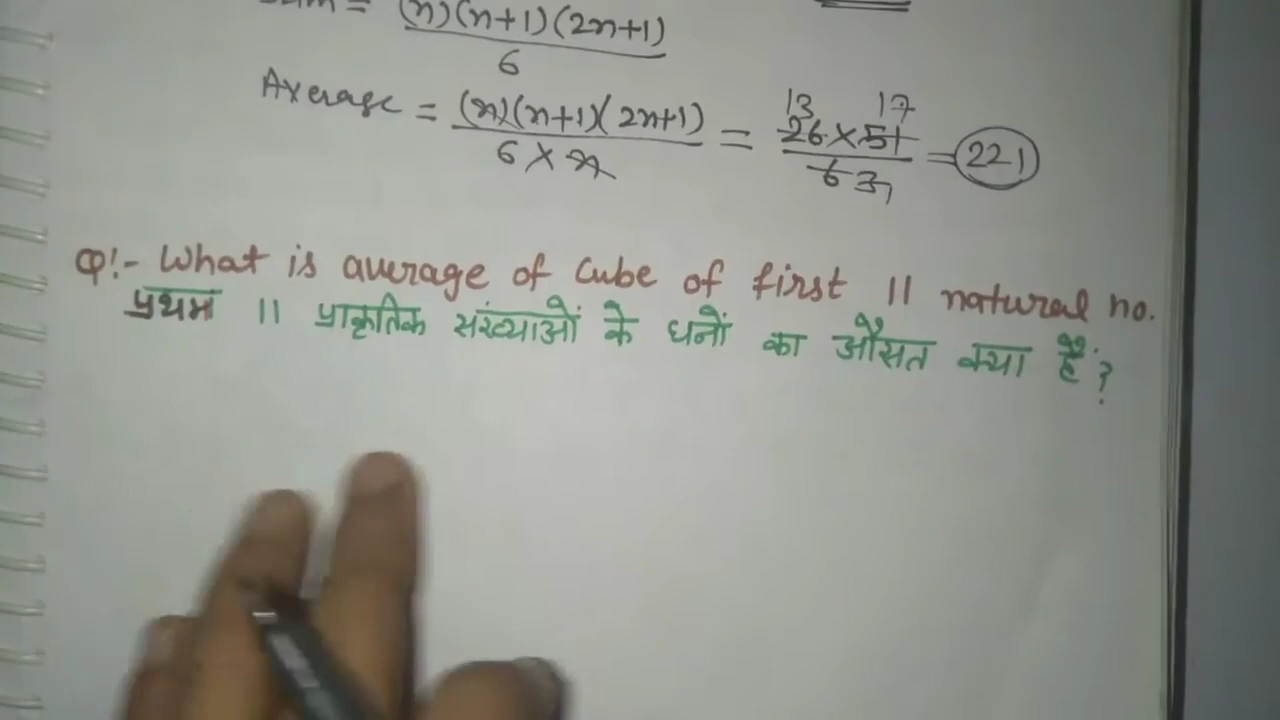 = (n)(n+1)(2n+1)
6
Average = (n)(n+1)(2n+1) = 26×51 = 221
6×n
13 17
6 3
Q!- What is average of cube of first 11 natural no.
प्रथम 11 प्राकृतिक संख्याओं के घनों का औसत क्या है?